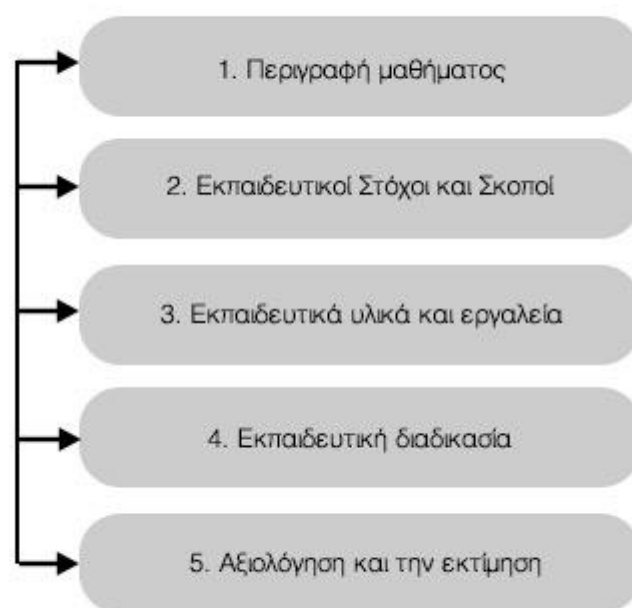 1. Περιγραφή μαθήματος
2. Εκπαιδευτικοί Στόχοι και Σκοποί
3. Εκπαιδευτικά υλικά και εργαλεία
4. Εκπαιδευτική διαδικασία
5. Αξιολόγηση και την εκτίμηση